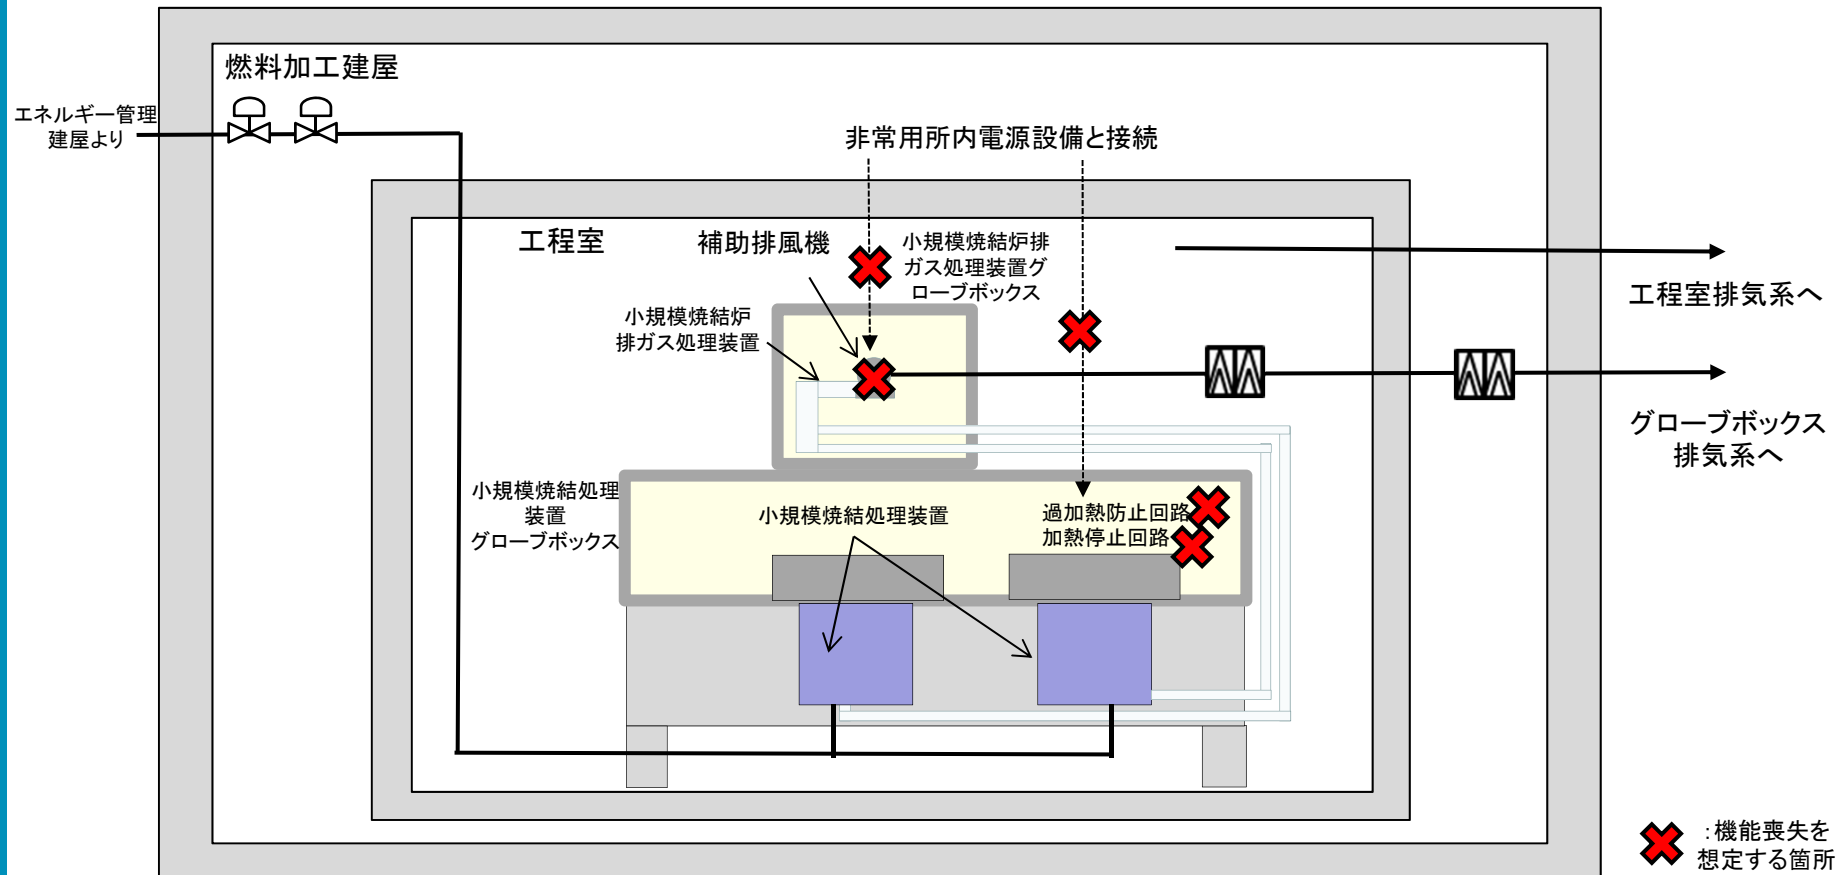 燃料加工建屋
エネルギー管理
建屋より
非常用所内電源設備と接続
工程室
補助排風機
小規模焼結炉排
ガス処理装置グ
ローブボックス
小規模焼結炉
排ガス処理装置
工程室排気系へ
グローブボックス
排気系へ
小規模焼結処理
装置
グローブボックス
小規模焼結処理装置
過加熱防止回路
加熱停止回路
:機能喪失を
想定する箇所